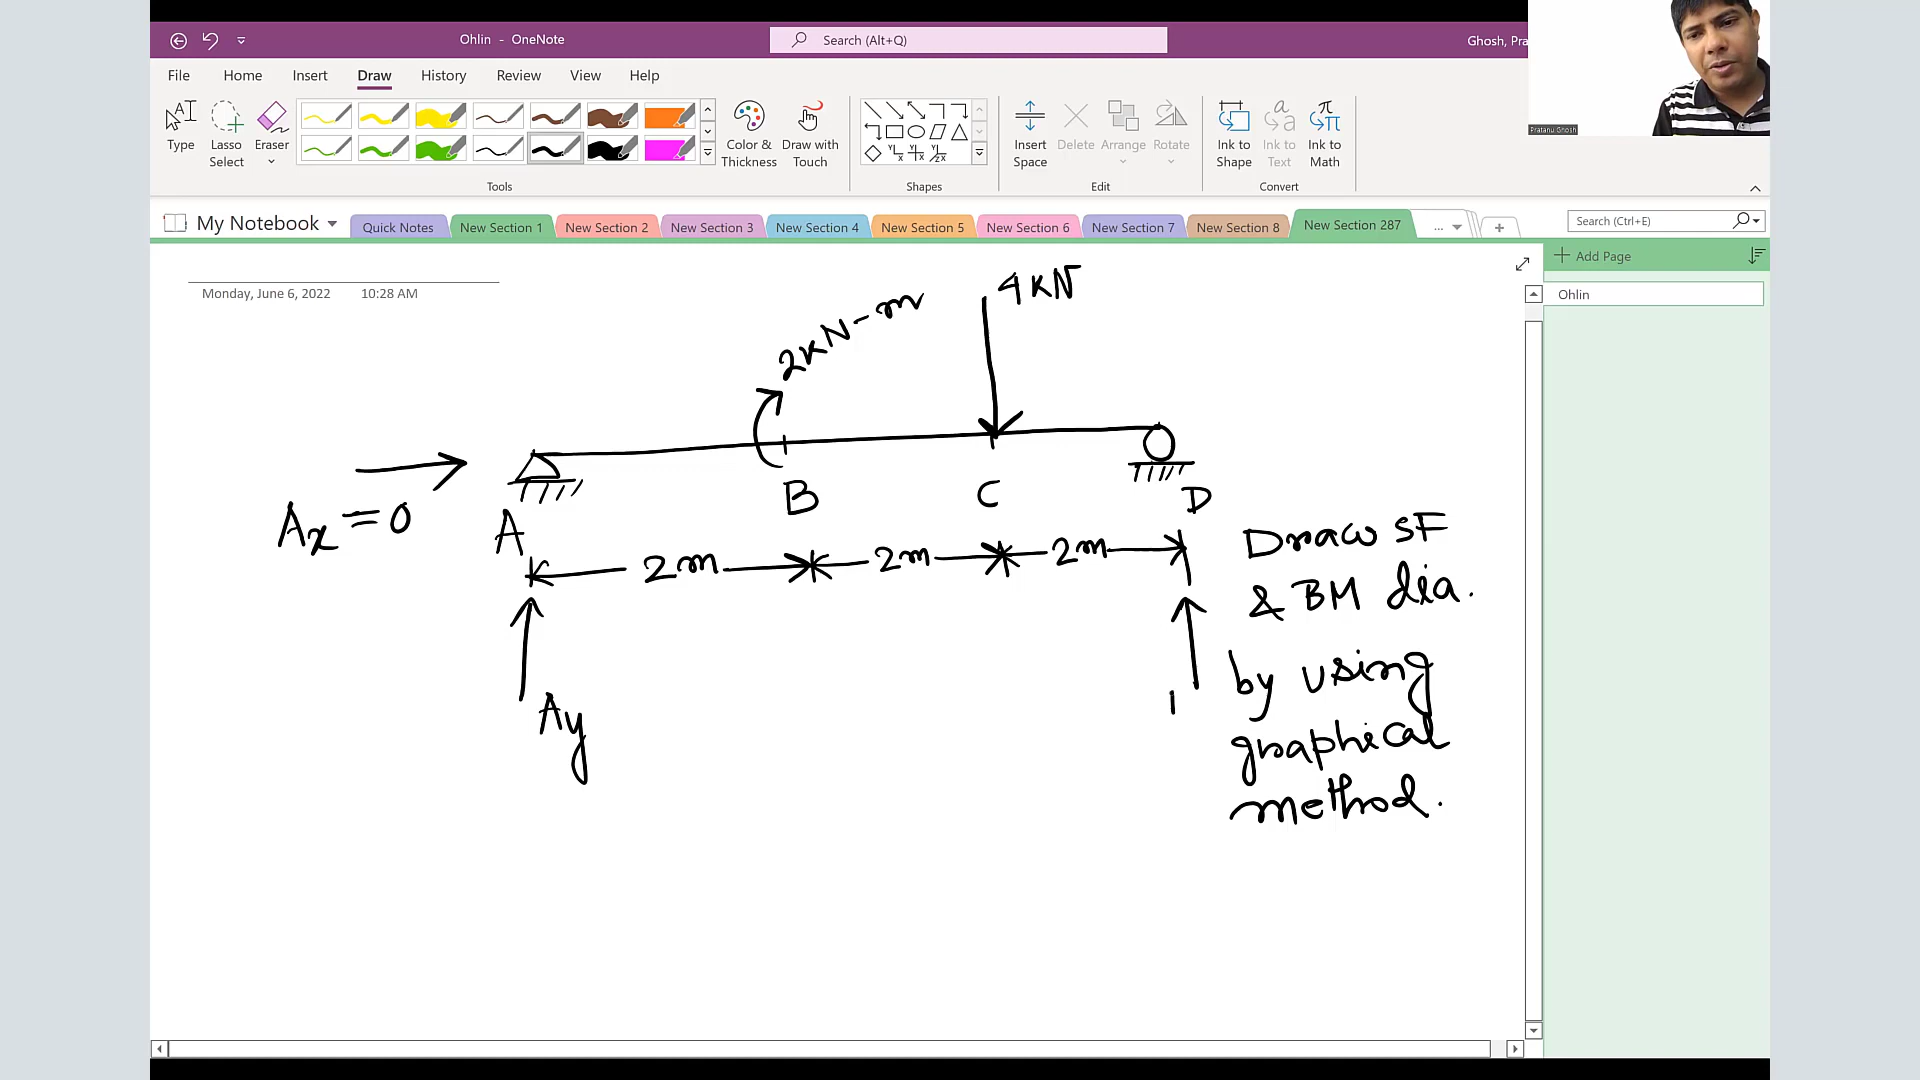 Ohlin - OneNote
Search (Alt+Q)
Ghosh, Pra
File Home Insert Draw History Review View Help
Type
Lasso Select
Eraser
Color & Thickness
Draw with Touch
Insert Space
Delete
Arrange
Rotate
Ink to Shape
Ink to Text
Ink to Math
Tools
Shapes
Edit
Convert
Pratanu Ghosh
My Notebook
Quick Notes
New Section 1
New Section 2
New Section 3
New Section 4
New Section 5
New Section 6
New Section 7
New Section 8
New Section 287
...
Search (Ctrl+E)
Add Page
Ohlin
Monday, June 6, 2022 10:28 AM
4 KN
2KN-m
Ax = 0
A
B
C
D
2m
2m
2m
Ay
Draw SF
& BM dia.
by using
graphical
method.